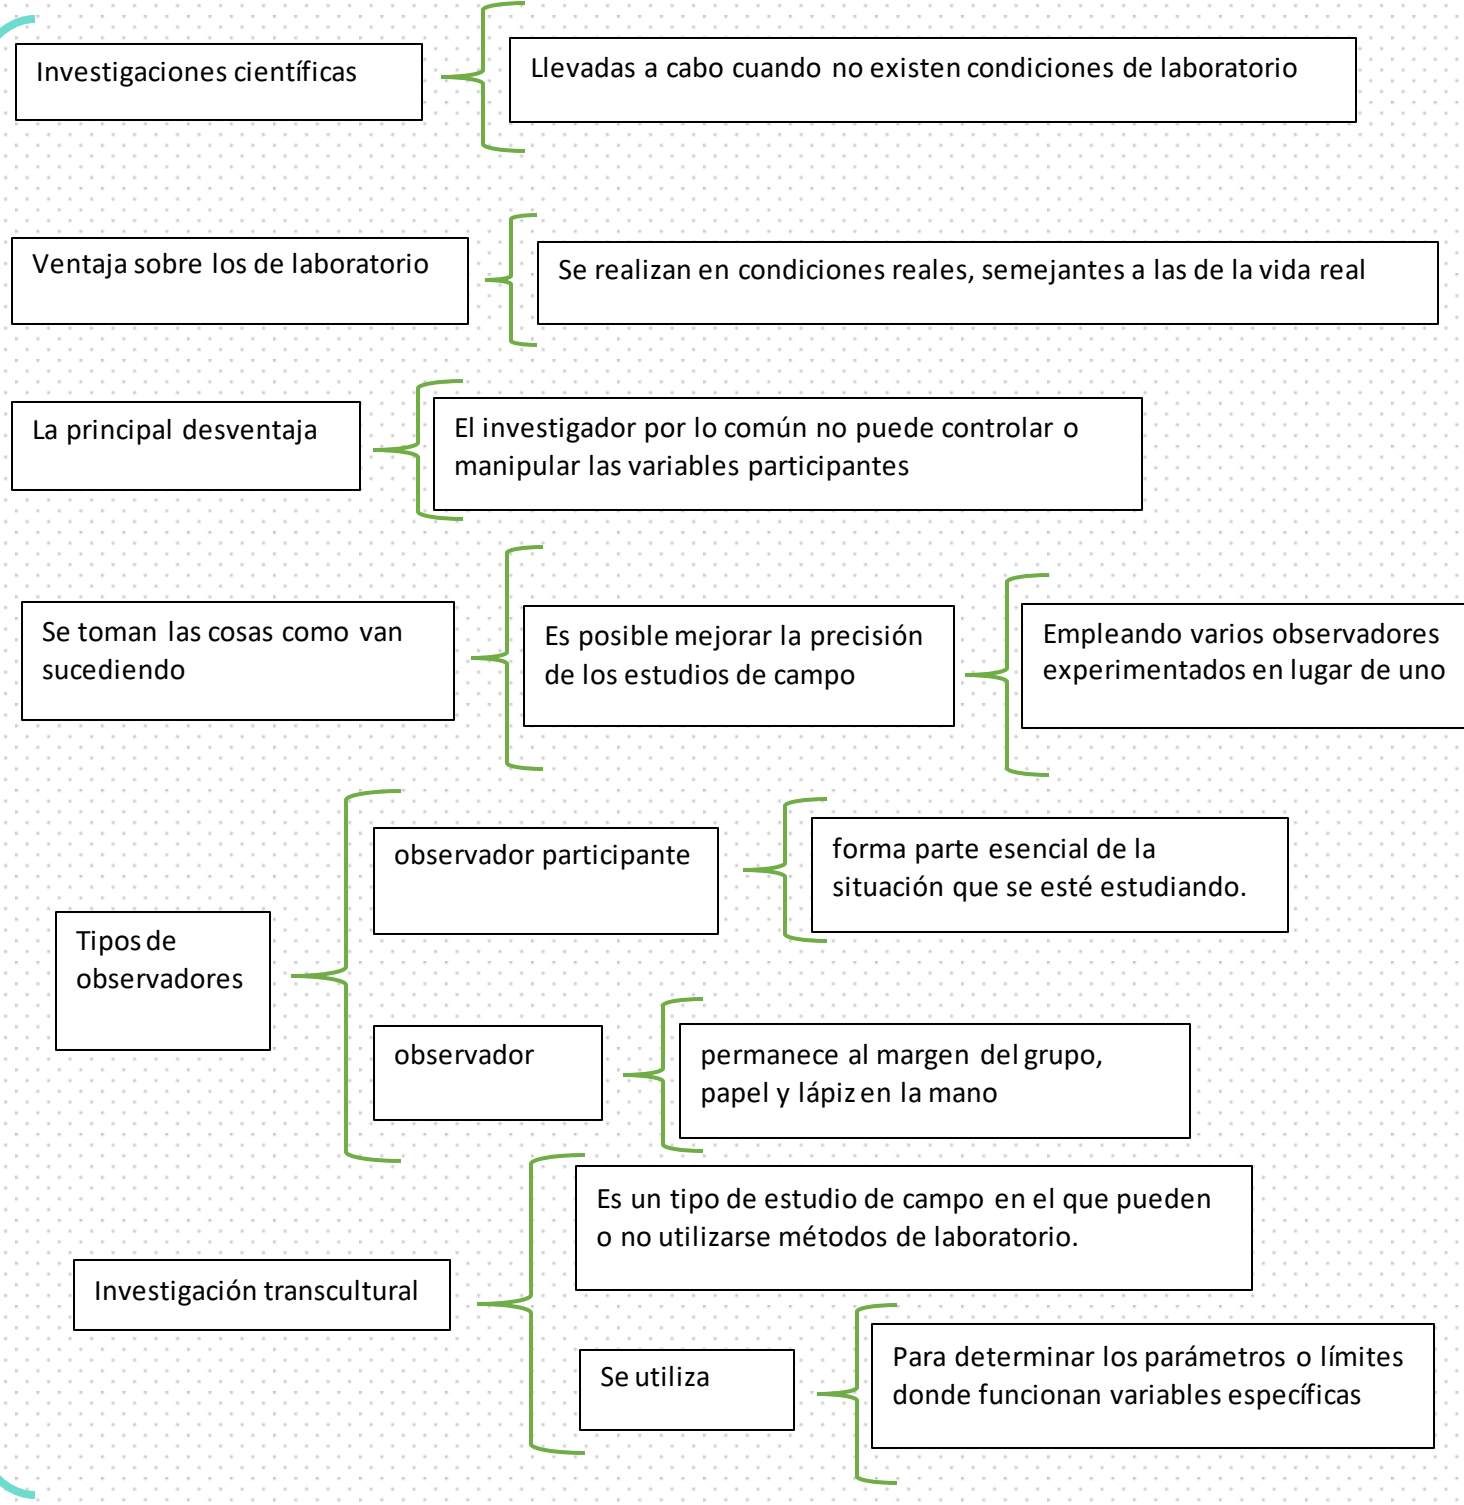 Investigaciones científicas
Llevadas a cabo cuando no existen condiciones de laboratorio
Ventaja sobre los de laboratorio
Se realizan en condiciones reales, semejantes a las de la vida real
La principal desventaja
El investigador por lo común no puede controlar o
manipular las variables participantes
Se toman las cosas como van
sucediendo
Es posible mejorar la precisión
de los estudios de campo
Empleando varios observadores
experimentados en lugar de uno
Tipos de
observadores
observador participante
forma parte esencial de la
situación que se esté estudiando.
observador
permanece al margen del grupo,
papel y lápiz en la mano
Investigación transcultural
Es un tipo de estudio de campo en el que pueden
o no utilizarse métodos de laboratorio.
Se utiliza
Para determinar los parámetros o límites
donde funcionan variables específicas